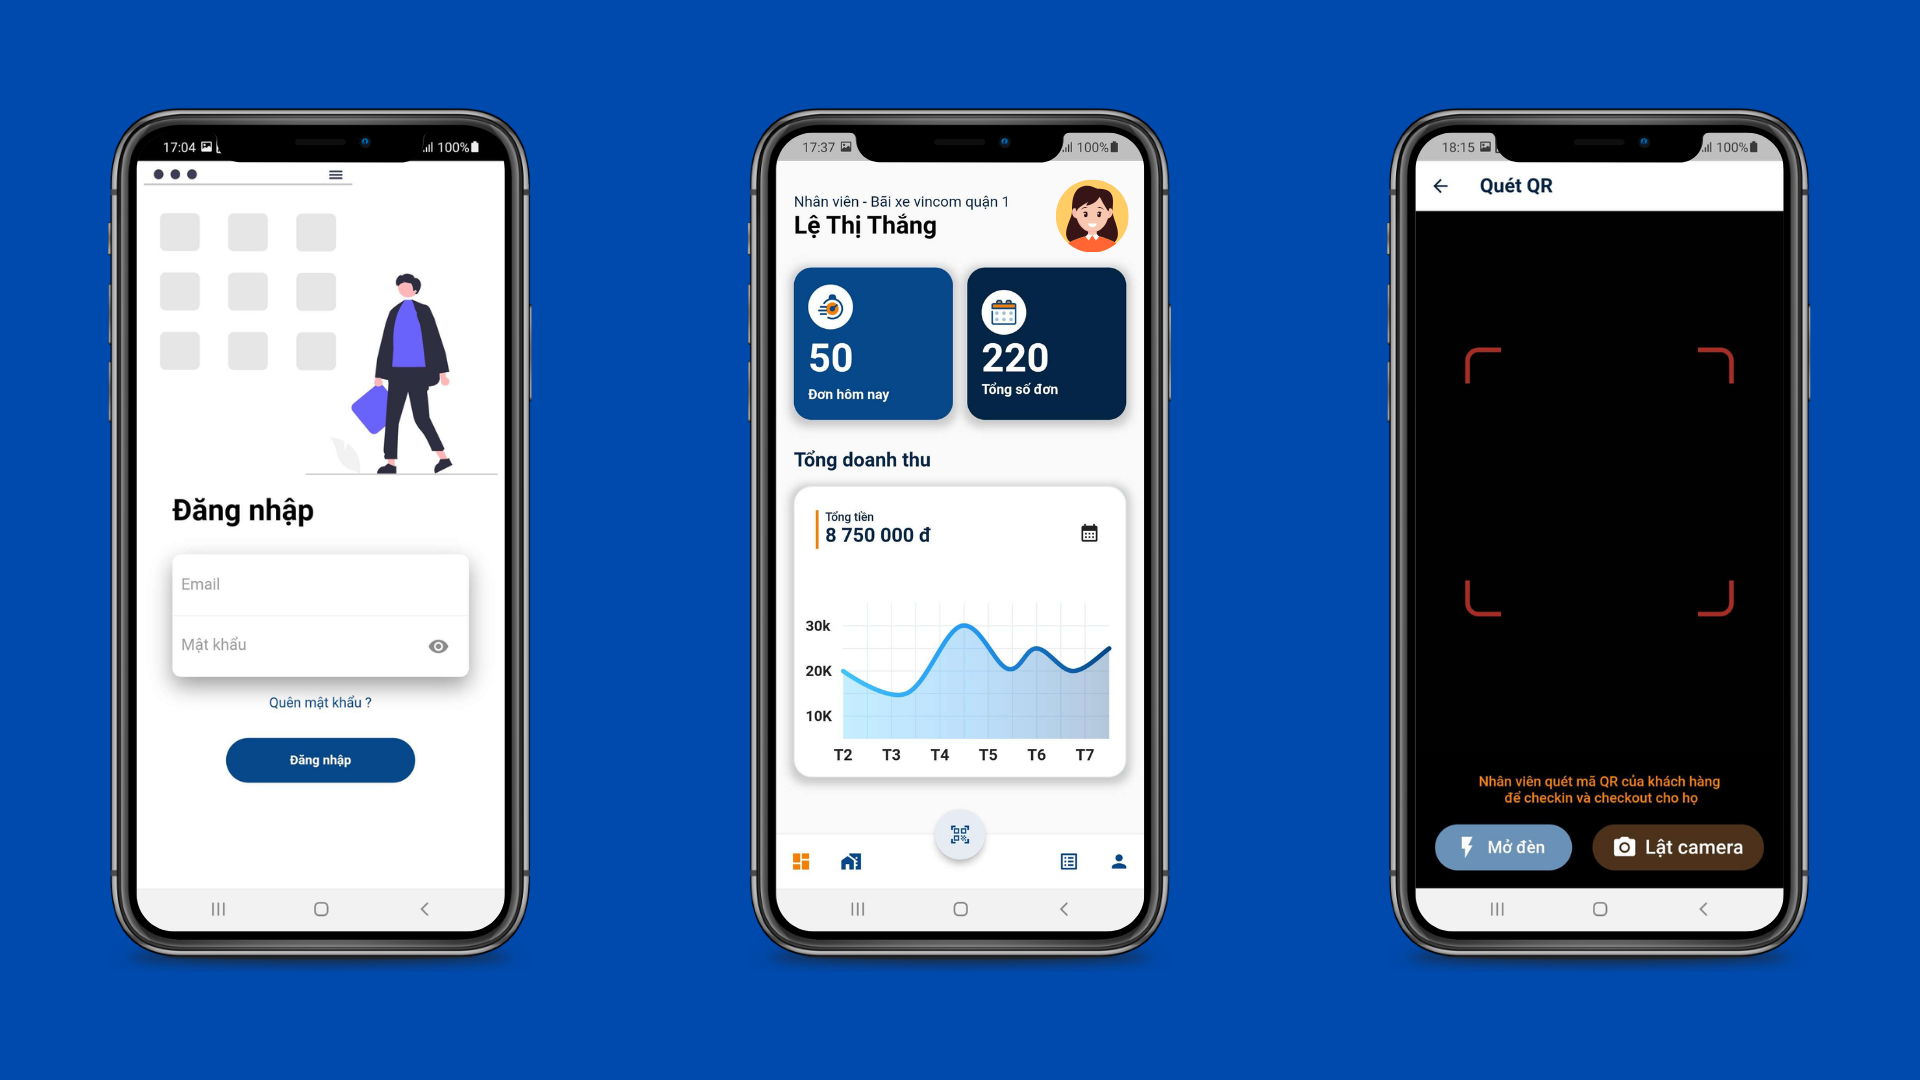 17:04
100%
Đăng nhập
Email
Mật khẩu
Quên mật khẩu ?
Đăng nhập
17:37
100%
Nhân viên - Bãi xe vincom quận 1
Lệ Thị Thắng
50
Đơn hôm nay
220
Tổng số đơn
Tổng doanh thu
Tổng tiền
8 750 000 đ
30k
20K
10K
T2 T3 T4 T5 T6 T7
18:15
100%
Quét QR
Nhân viên quét mã QR của khách hàng
để checkin và checkout cho họ
Mở đèn
Lật camera